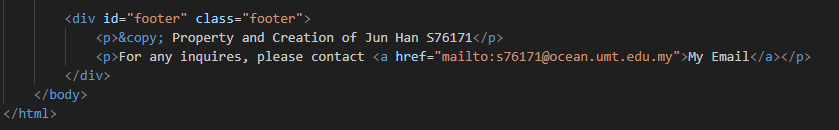 <div id="footer" class="footer">
<p>&copy; Property and Creation of Jun Han S76171</p>
<p>For any inquires, please contact <a href="mailto:s76171@ocean.umt.edu.my">My Email</a></p>
</div>
</body>
</html>